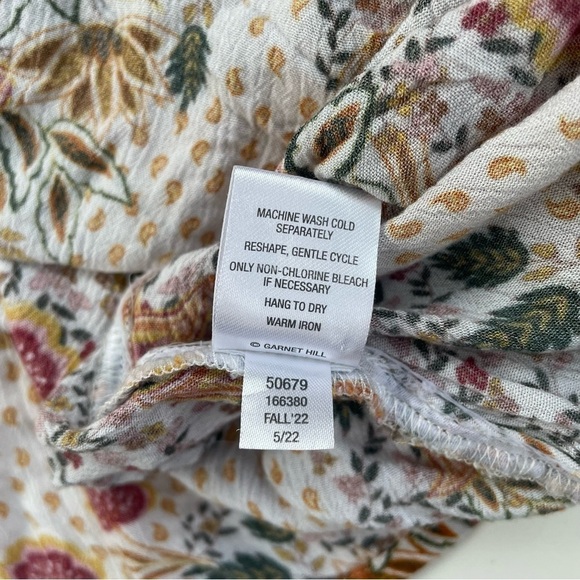 MACHINE WASH COLD
SEPARATELY
RESHAPE, GENTLE CYCLE
ONLY NON-CHLORINE BLEACH
IF NECESSARY
HANG TO DRY
WARM IRON
© GARNET HILL
50679
166380
FALL'22
5/22